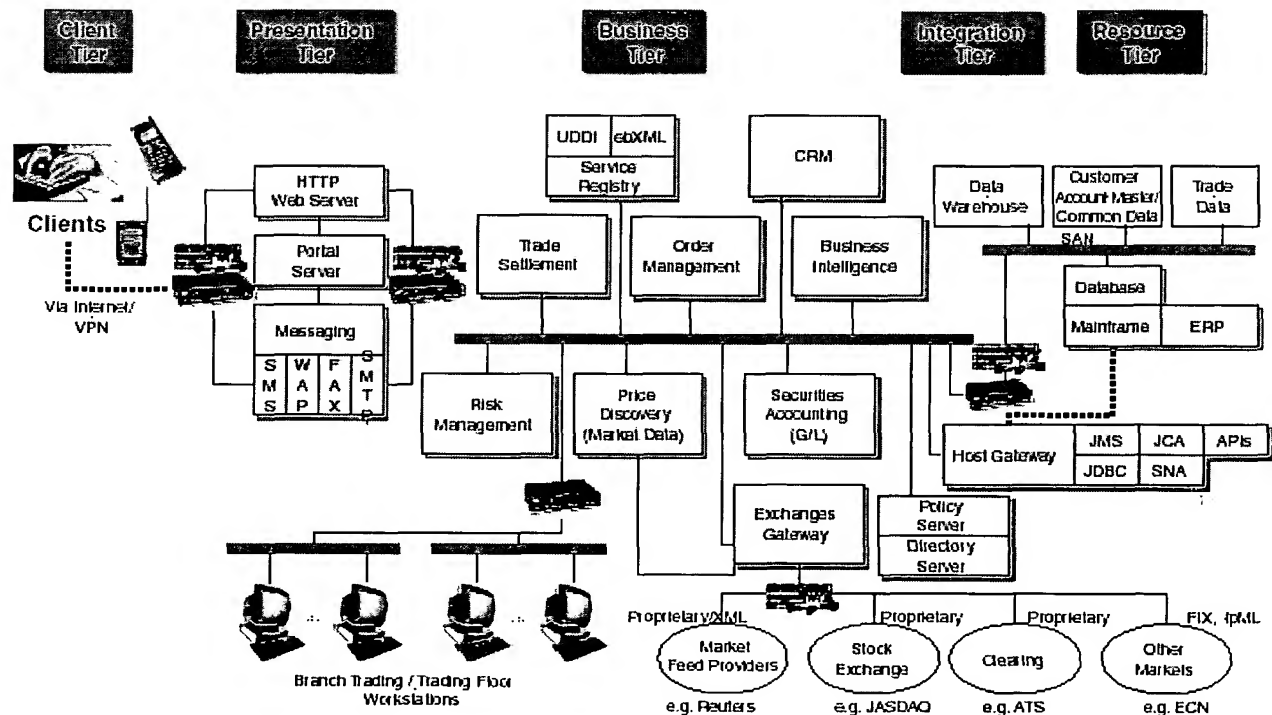 Client
Tier
Presentation
Tier
Business
Tier
Integration
Tier
Resource
Tier
Clients
Via Internet/
VPN
HTTP
Web Server
Portal
Server
Messaging
SMS
WAP
FAX
SMTP
UDDI
ebXML
Service
Registry
CRM
Trade
Settlement
Order
Management
Business
Intelligence
Data
Warehouse
Customer
Account Master/
Common Data
Trade
Data
SAN
Database
Mainframe
ERP
Risk
Management
Price
Discovery
(Market Data)
Securities
Accounting
(G/L)
Host Gateway
JMS
JCA
APIs
JDBC
SNA
Exchanges
Gateway
Policy
Server
Directory
Server
... ...
Branch Trading / Trading Floor
Workstations
Proprietary/XML
Proprietary
Proprietary
FIX,
Market
Feed Providers
Stock
Exchange
Clearing
Other
Markets
e.g. Reuters
e.g. JASDAQ
e.g. ATS
e.g. ECN